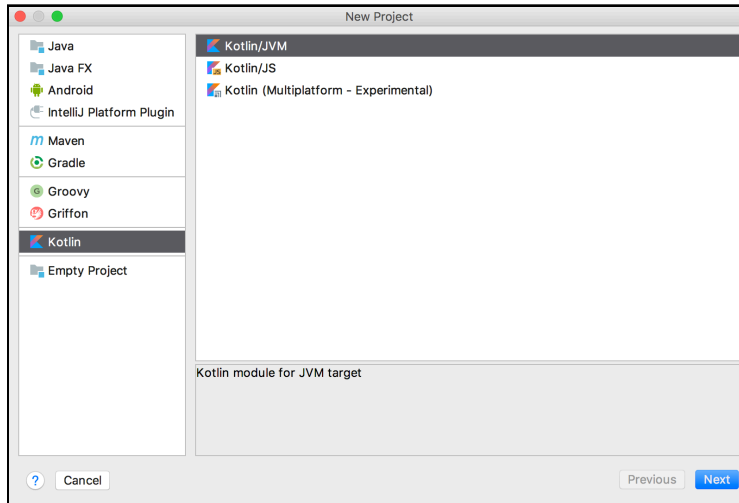 New Project
Java
Java FX
Android
IntelliJ Platform Plugin
Maven
Gradle
Groovy
Griffon
Kotlin
Empty Project
Kotlin/JVM
Kotlin/JS
Kotlin (Multiplatform - Experimental)
Kotlin module for JVM target
? Cancel
Previous Next